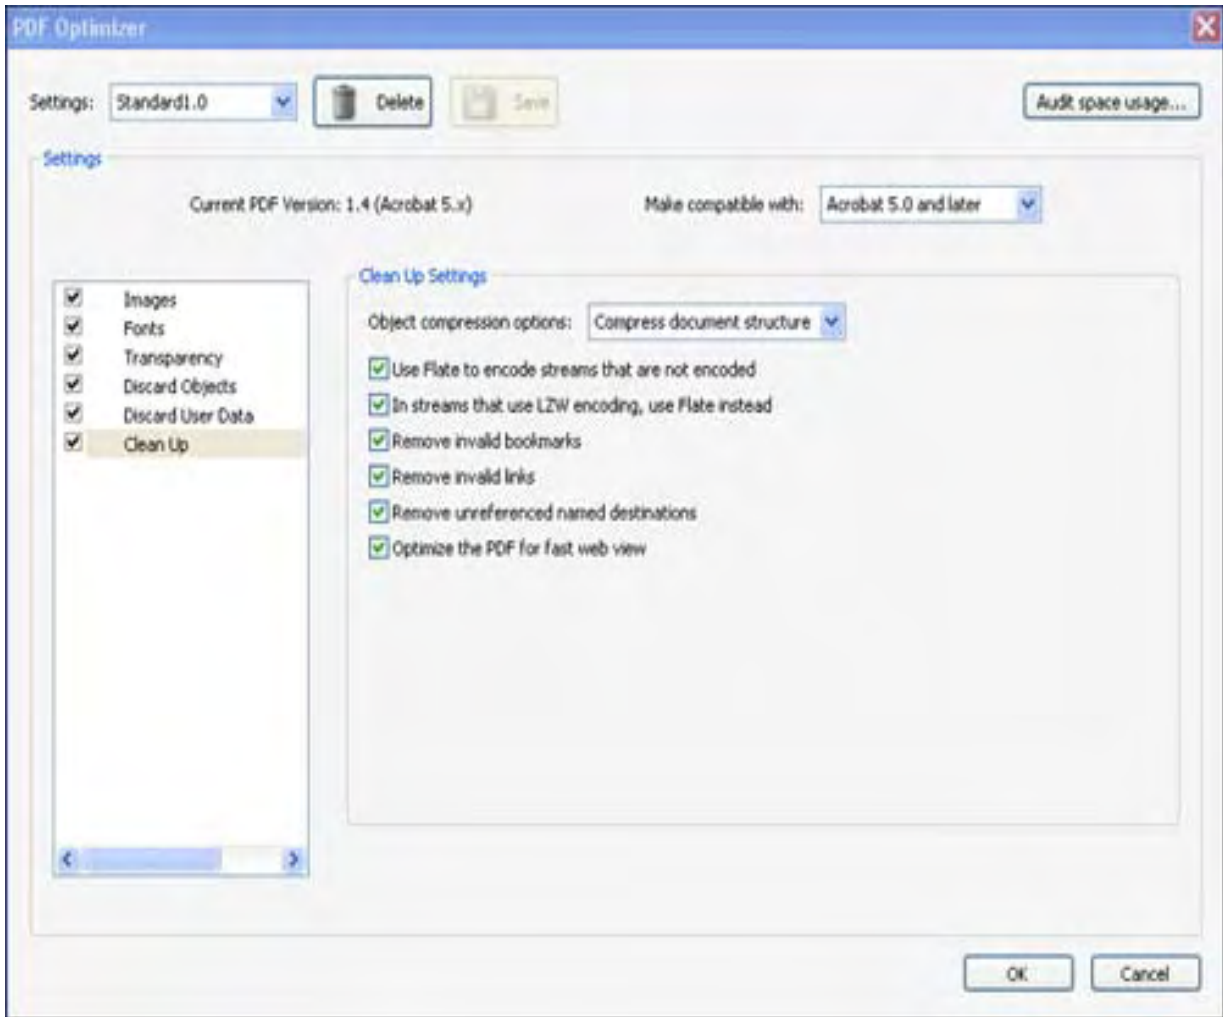 PDF Optimizer
Settings: Standard1.0 Delete Save Audit space usage...
Settings
Current PDF Version: 1.4 (Acrobat 5.x) Make compatible with: Acrobat 5.0 and later
Clean Up Settings
Images
Fonts
Transparency
Discard Objects
Discard User Data
Clean Up
Object compression options: Compress document structure
Use Flate to encode streams that are not encoded
In streams that use LZW encoding, use Flate instead
Remove invalid bookmarks
Remove invalid links
Remove unreferenced named destinations
Optimize the PDF for fast web view
OK Cancel